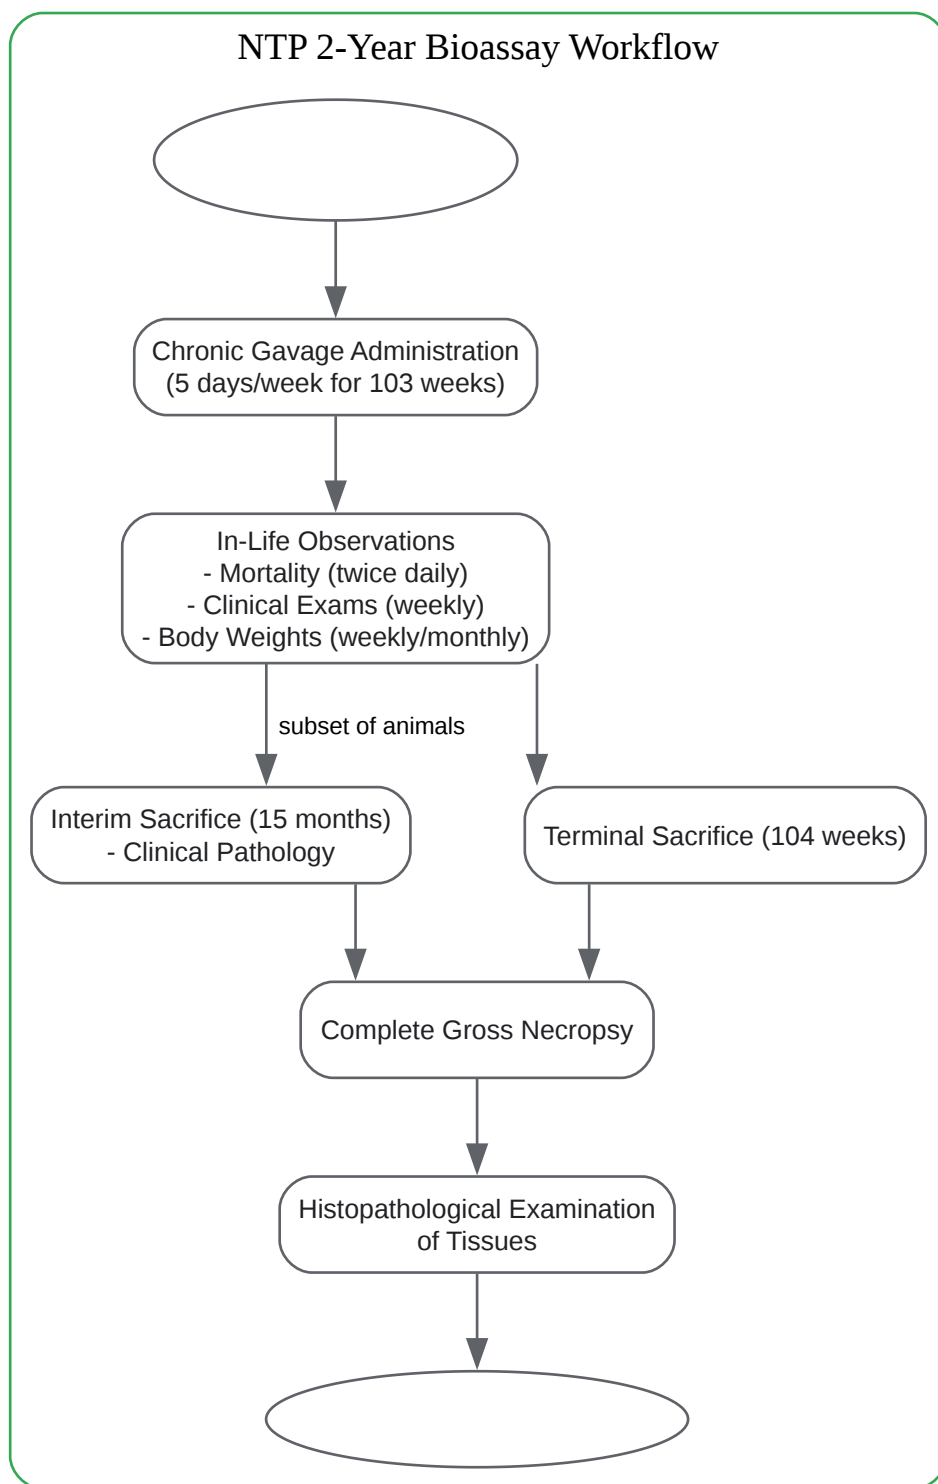 NTP 2-Year Bioassay Workflow
Chronic Gavage Administration
(5 days/week for 103 weeks)
In-Life Observations
- Mortality (twice daily)
- Clinical Exams (weekly)
- Body Weights (weekly/monthly)
subset of animals
Interim Sacrifice (15 months)
- Clinical Pathology
Terminal Sacrifice (104 weeks)
Complete Gross Necropsy
Histopathological Examination
of Tissues